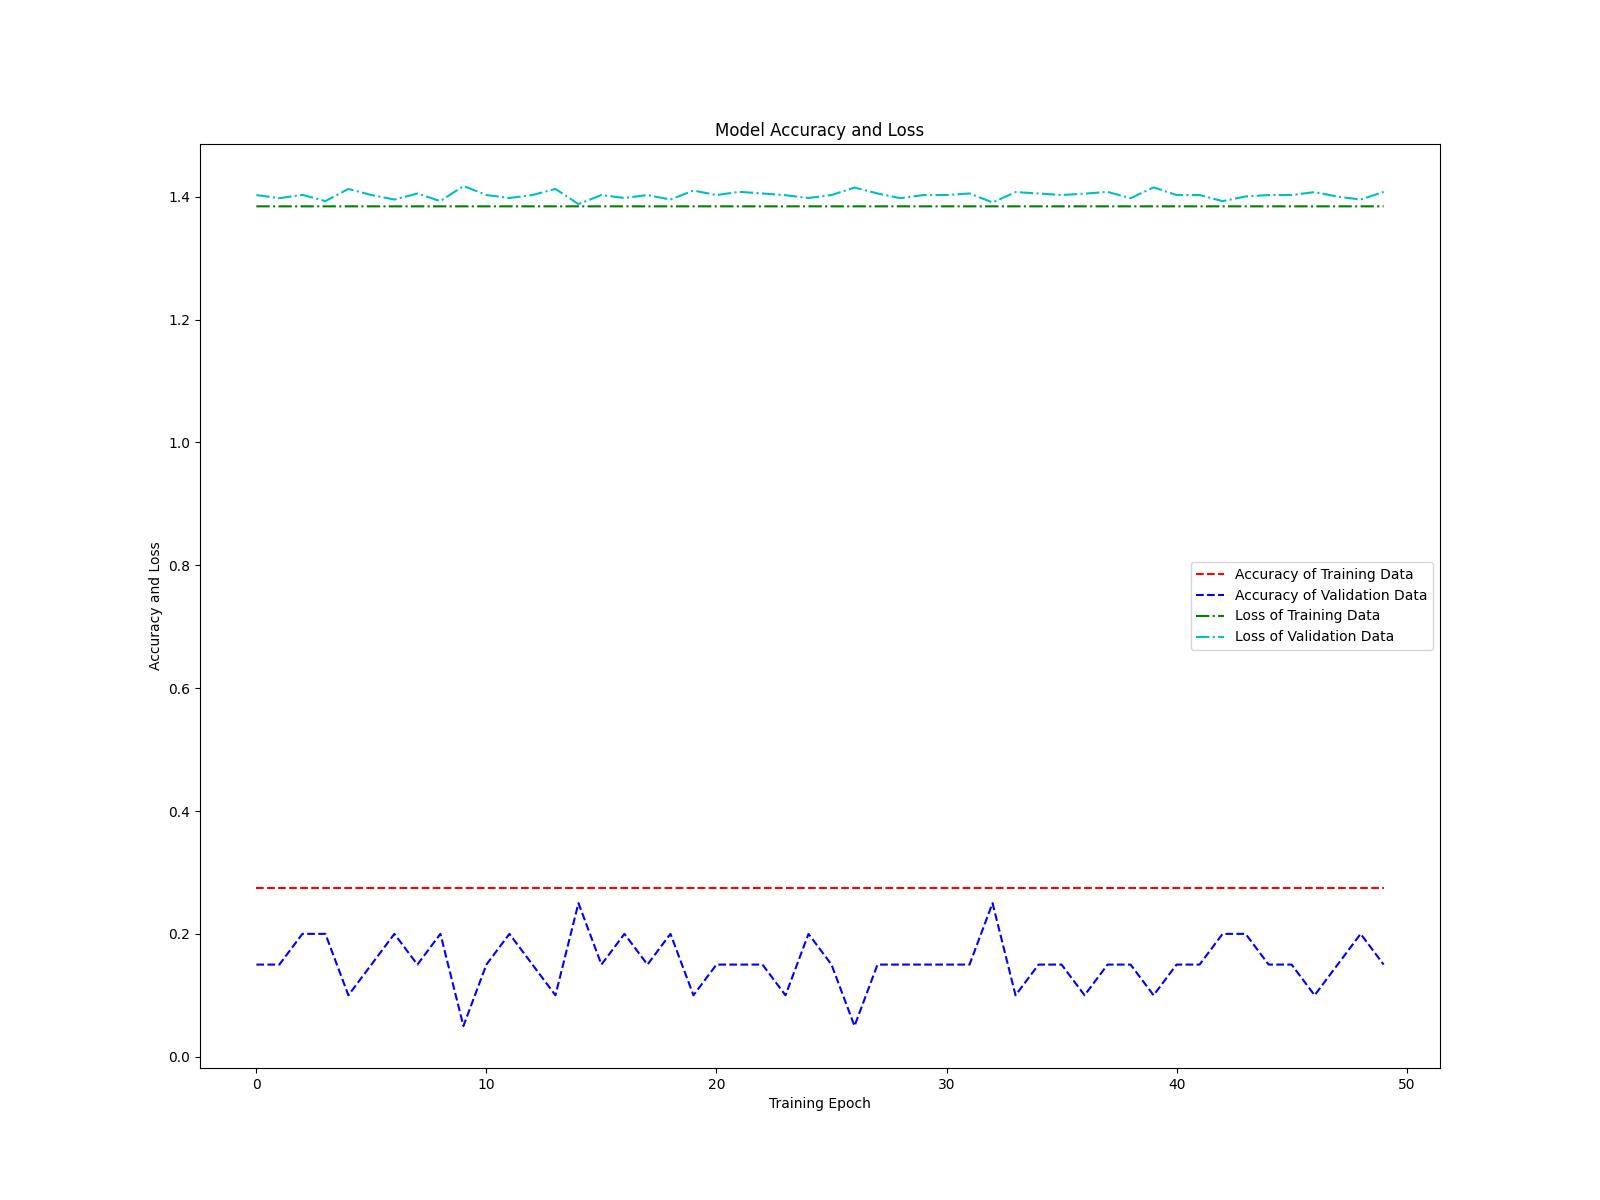 Model Accuracy and Loss
1.4
1.2
1.0
0.8
0.6
0.4
0.2
0.0
Accuracy and Loss
Accuracy of Training Data
Accuracy of Validation Data
Loss of Training Data
Loss of Validation Data
0 10 20 30 40 50
Training Epoch